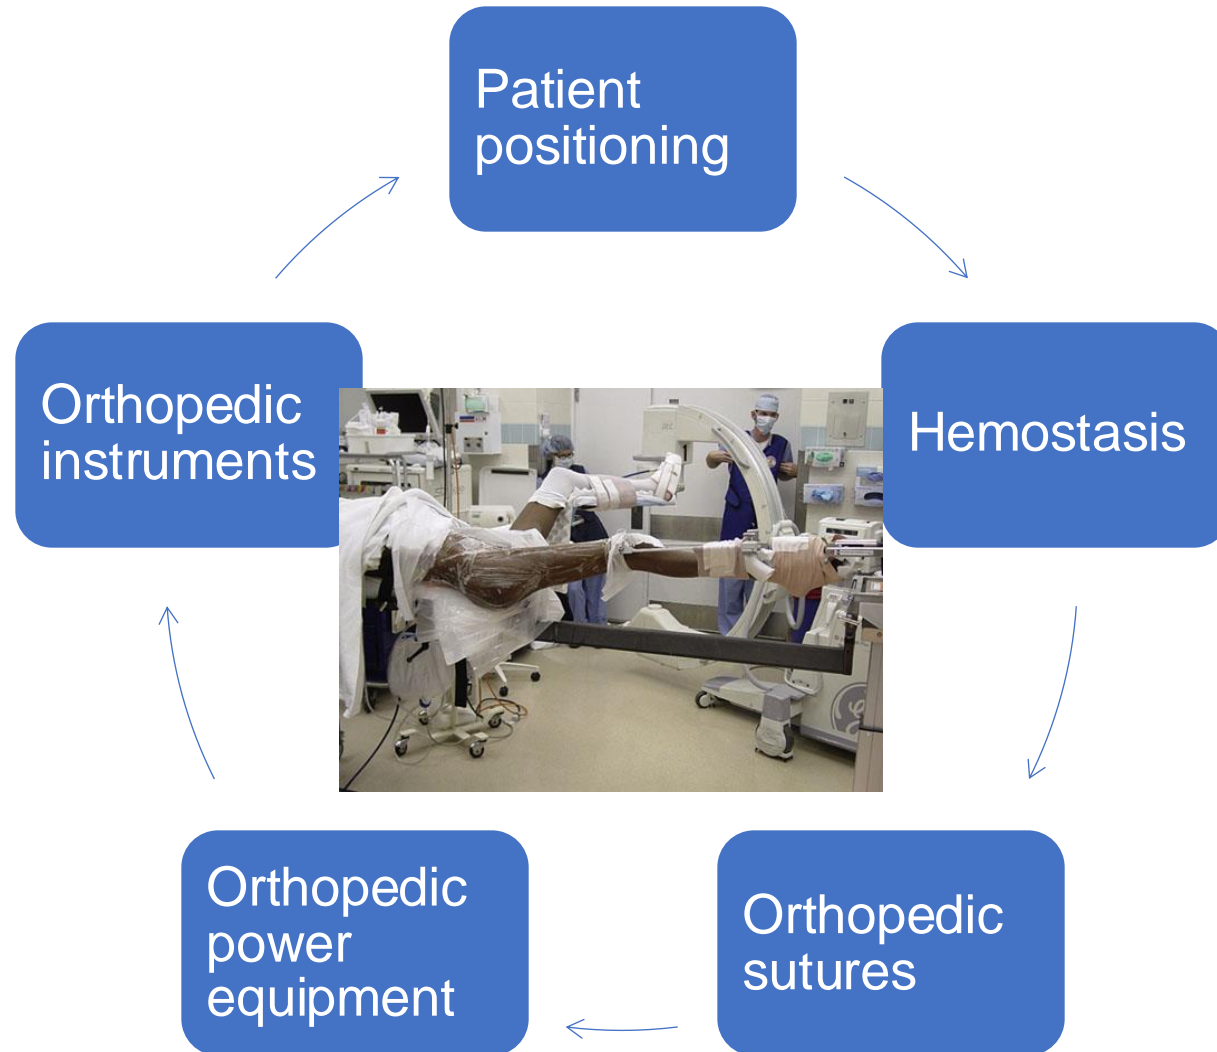 Patient
positioning
Hemostasis
Orthopedic
sutures
Orthopedic
power
equipment
Orthopedic
instruments